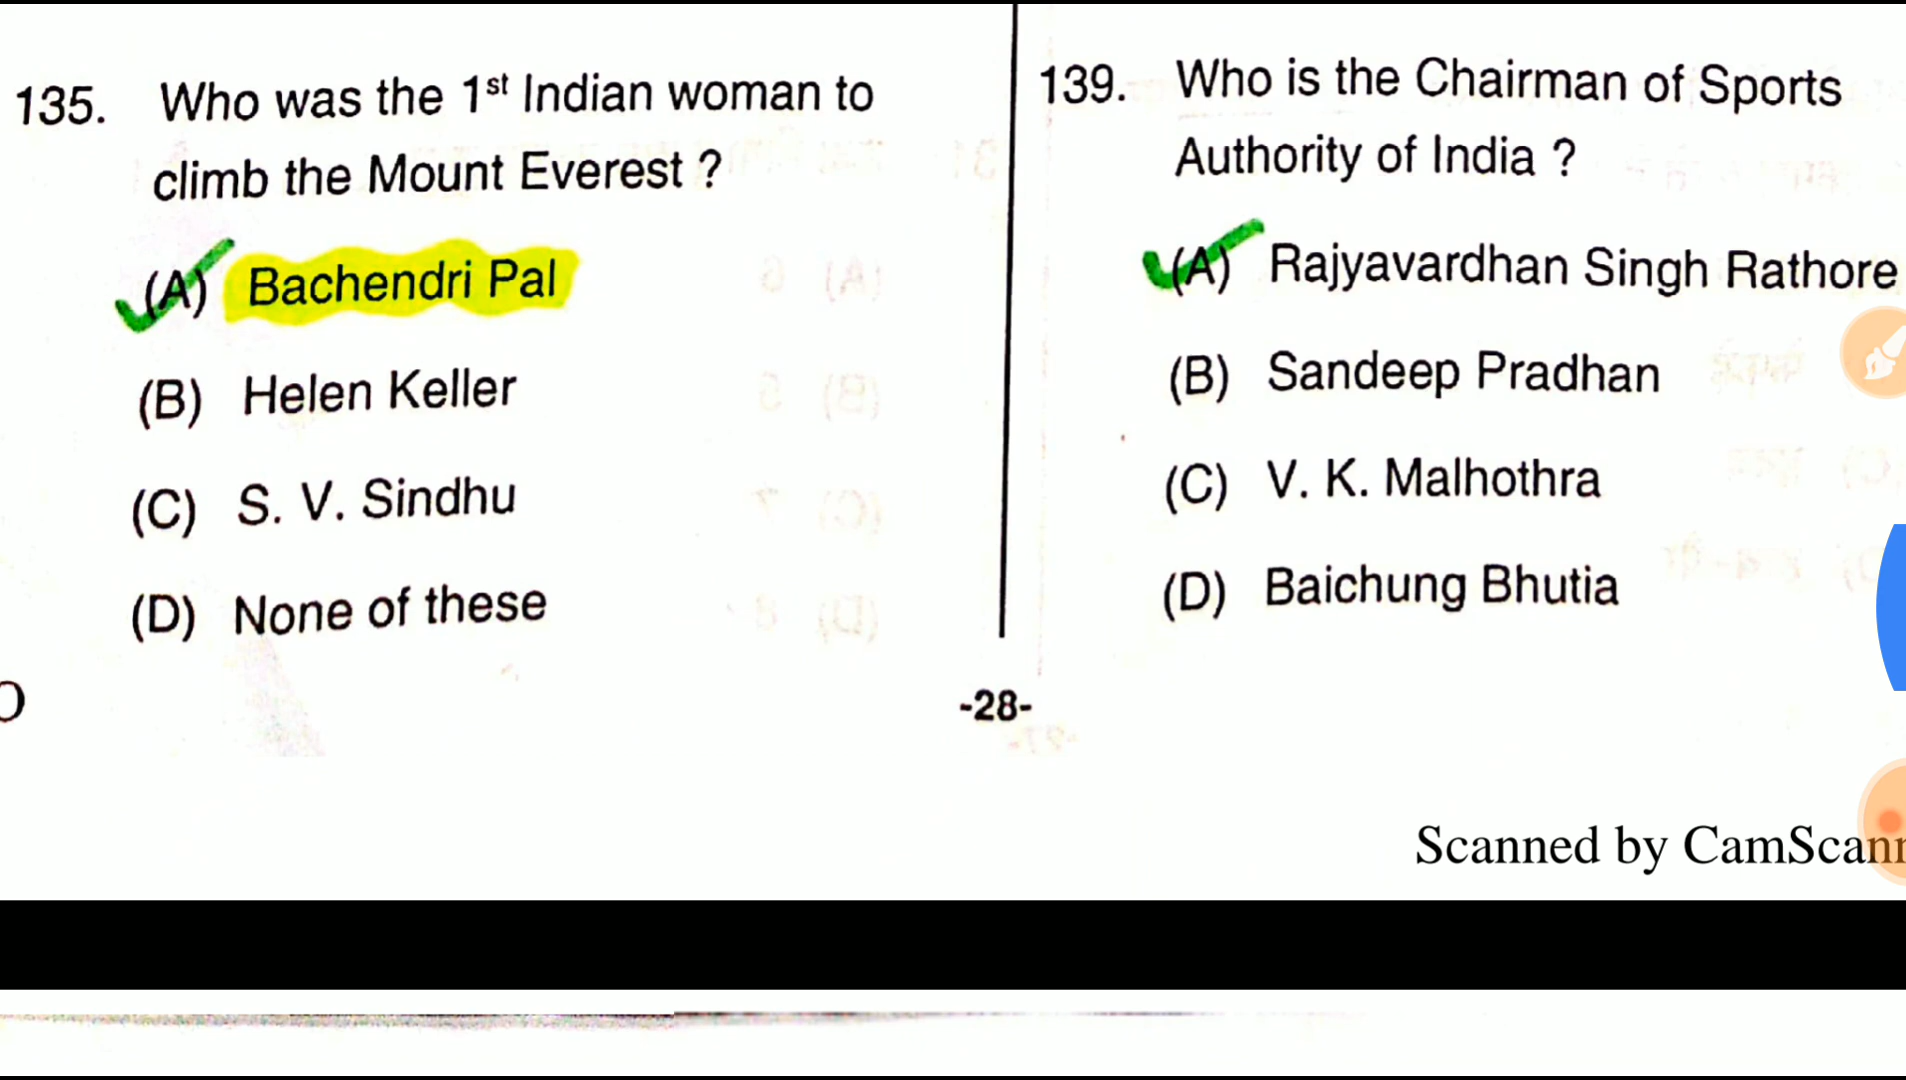 135. Who was the 1st Indian woman to
climb the Mount Everest ?
(A) Bachendri Pal
(B) Helen Keller
(C) S. V. Sindhu
(D) None of these
139. Who is the Chairman of Sports
Authority of India ?
(A) Rajyavardhan Singh Rathore
(B) Sandeep Pradhan
(C) V. K. Malhothra
(D) Baichung Bhutia
-28-
Scanned by